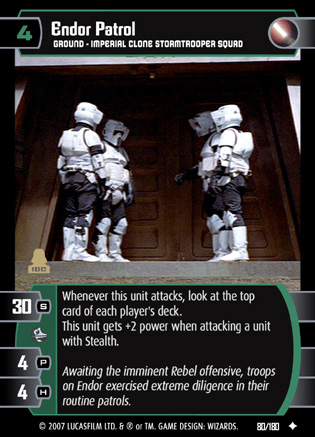 4
Endor Patrol
GROUND - IMPERIAL CLONE STORMTROOPER SQUAD
IDC
30 S
Whenever this unit attacks, look at the top
card of each player's deck.
This unit gets +2 power when attacking a unit
with Stealth.
4 P
4 H
Awaiting the imminent Rebel offensive, troops
on Endor exercised extreme diligence in their
routine patrols.
© 2007 LUCASFILM LTD. & ® or TM. GAME DESIGN: WIZARDS. 80/180